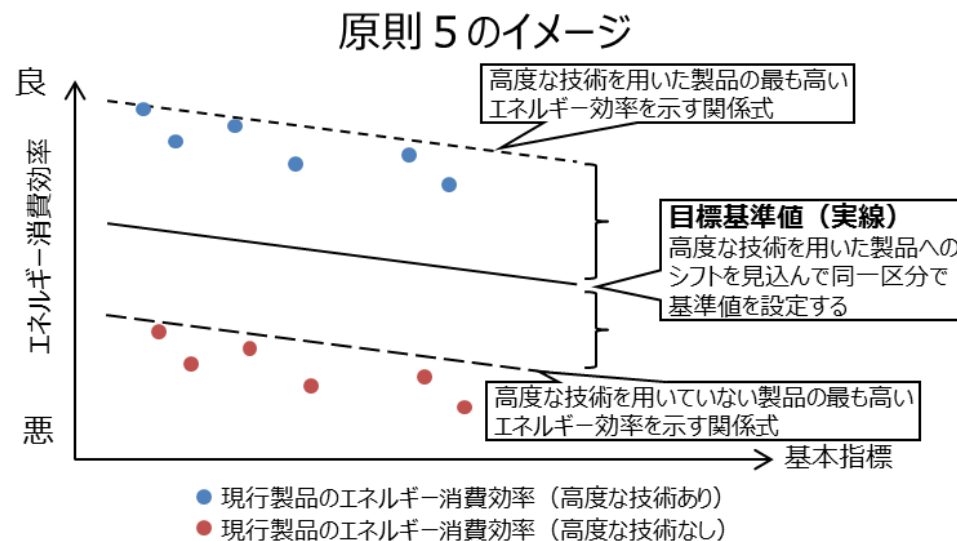 原則5のイメージ
良
高度な技術を用いた製品の最も高い
エネルギー効率を示す関係式
エネルギー消費効率
目標基準値（実線）
高度な技術を用いた製品への
シフトを見込んで同一区分で
基準値を設定する
高度な技術を用いていない製品の最も高い
エネルギー効率を示す関係式
悪
基本指標
現行製品のエネルギー消費効率（高度な技術あり）
現行製品のエネルギー消費効率（高度な技術なし）